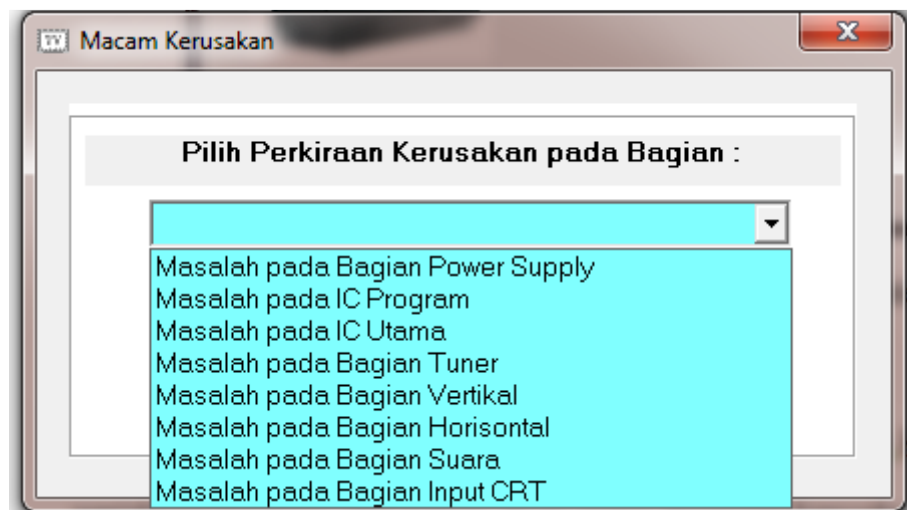 TV Macam Kerusakan
Pilih Perkiraan Kerusakan pada Bagian :
Masalah pada Bagian Power Supply
Masalah pada IC Program
Masalah pada IC Utama
Masalah pada Bagian Tuner
Masalah pada Bagian Vertikal
Masalah pada Bagian Horisontal
Masalah pada Bagian Suara
Masalah pada Bagian Input CRT